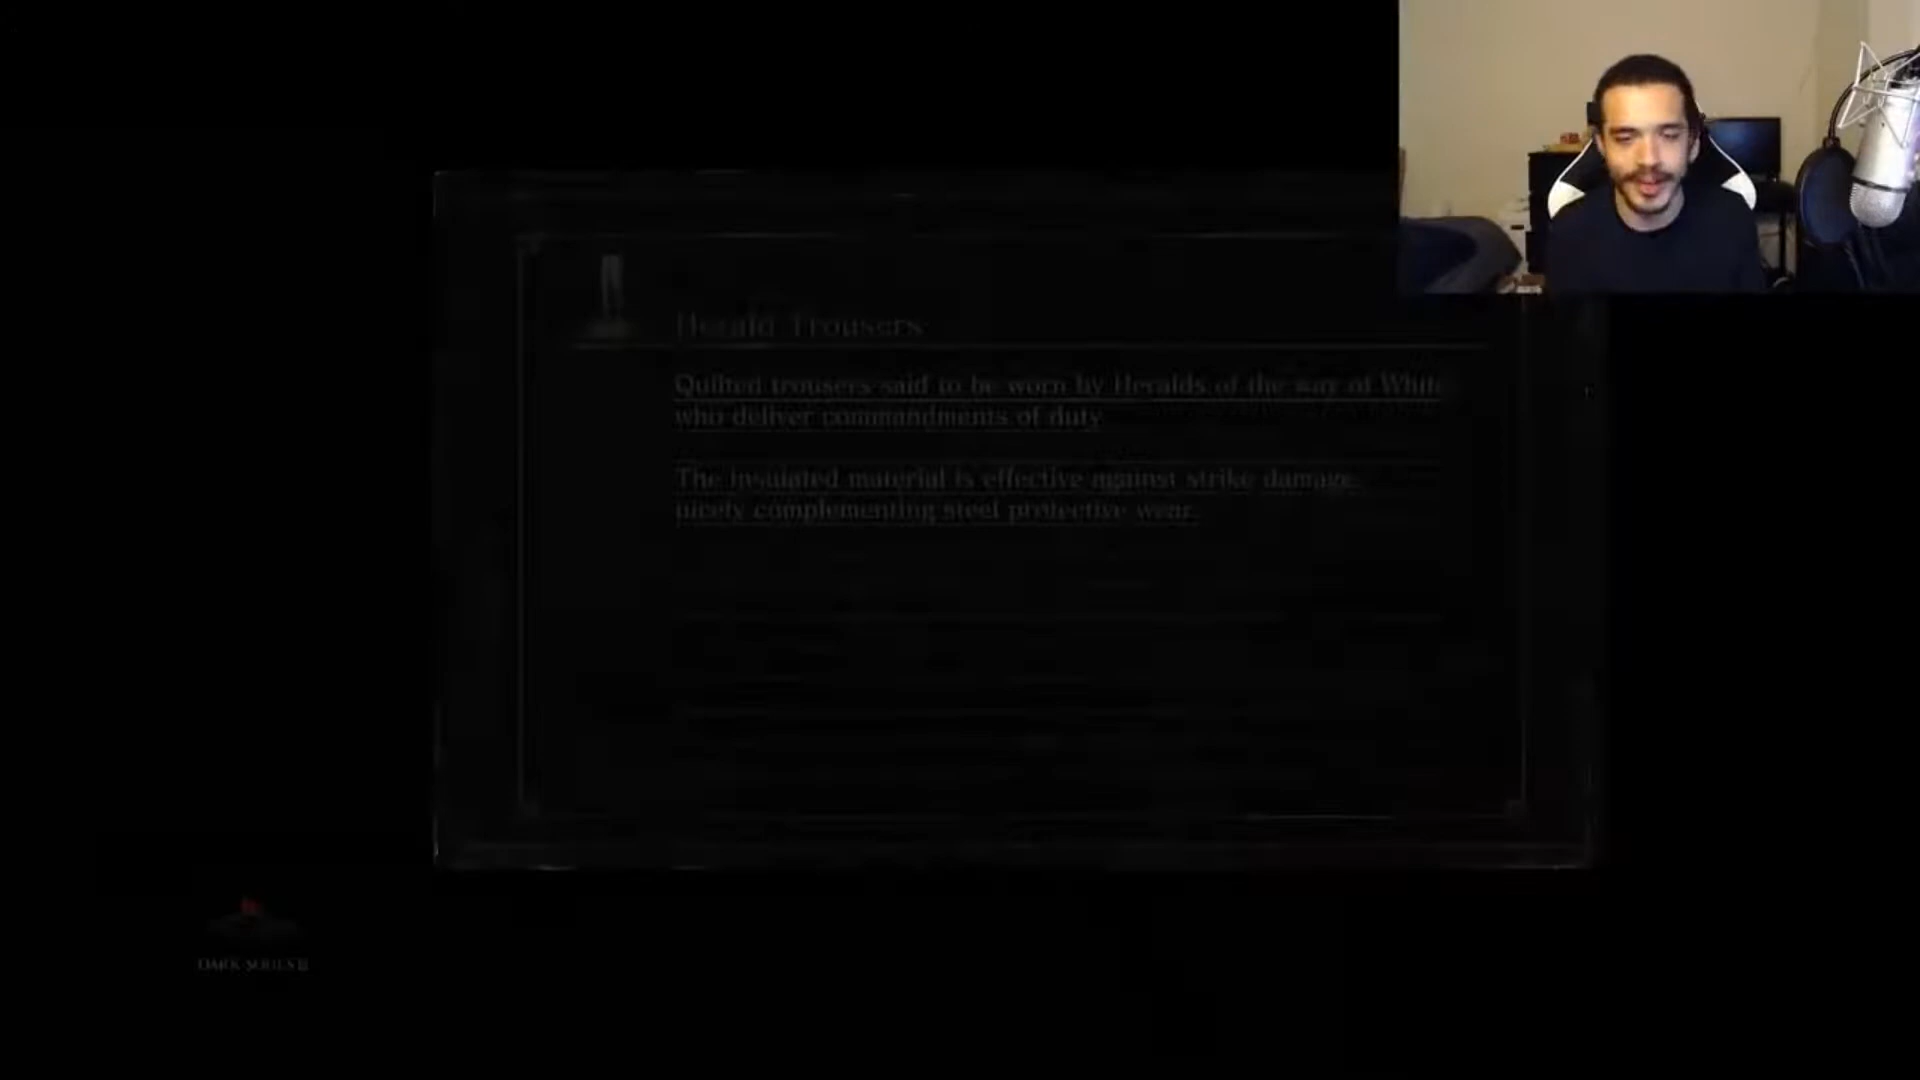 Herald Trousers
Quilted trousers said to be worn by Heralds of the way of White
who deliver commandments of duty
The insulated material is effective against strike damage,
nicely complementing steel protective wear.
DARK SOULS III